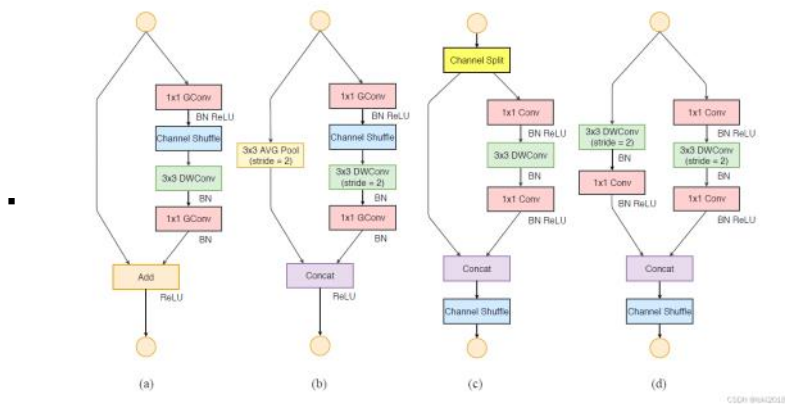 1x1 GConv
BN ReLU
Channel Shuffle
3x3 DWConv
BN
1x1 GConv
BN
Add
ReLU
(a)
3x3 AVG Pool
(stride = 2)
1x1 GConv
BN ReLU
Channel Shuffle
3x3 DWConv
(stride = 2)
BN
1x1 GConv
BN
Concat
ReLU
(b)
Channel Split
1x1 Conv
BN ReLU
3x3 DWConv
BN
1x1 Conv
BN ReLU
Concat
Channel Shuffle
(c)
3x3 DWConv
(stride = 2)
BN
1x1 Conv
BN ReLU
1x1 Conv
BN ReLU
3x3 DWConv
(stride = 2)
BN
1x1 Conv
BN ReLU
Concat
Channel Shuffle
(d)
CSDN